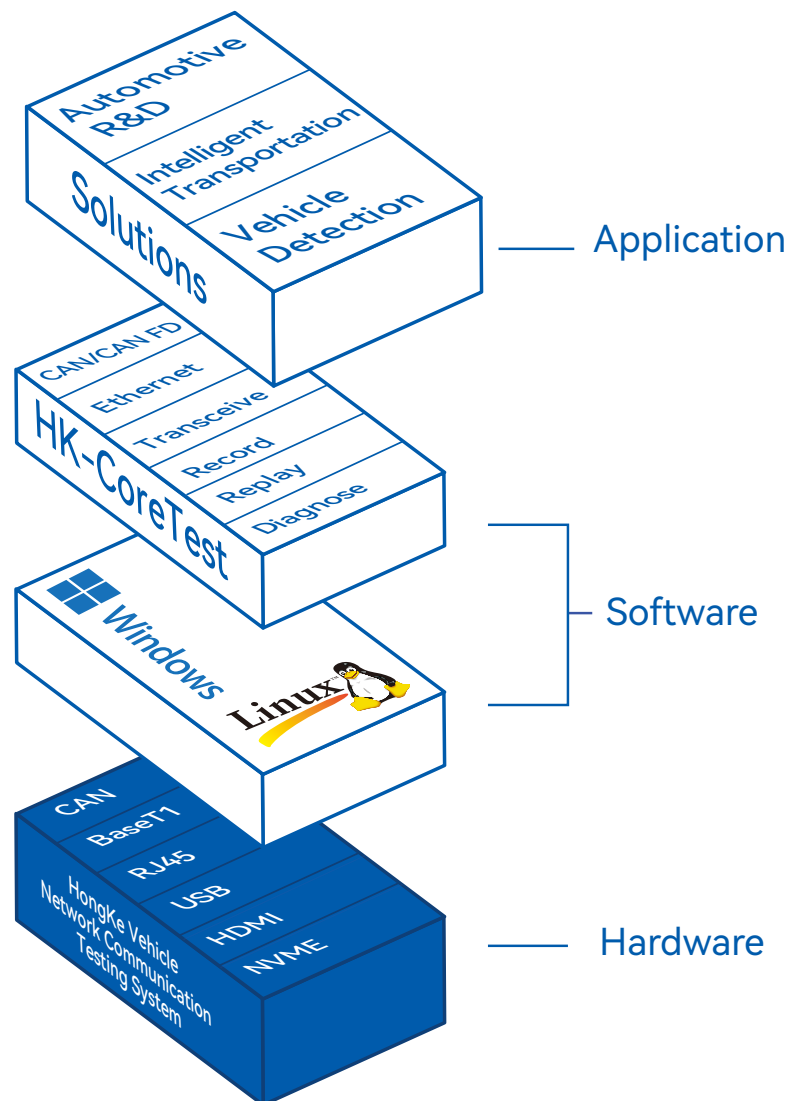 Automotive
R&D
Intelligent
Transportation
Vehicle
Detection
Solutions
Application
CAN/CAN FD
Ethernet
Transceive
Record
Replay
Diagnose
HK-CoreTest
Software
Windows
Linux™
CAN
BaseT1
RJ45
USB
HDMI
NVME
HongKe Vehicle
Network Communication
Testing System
Hardware